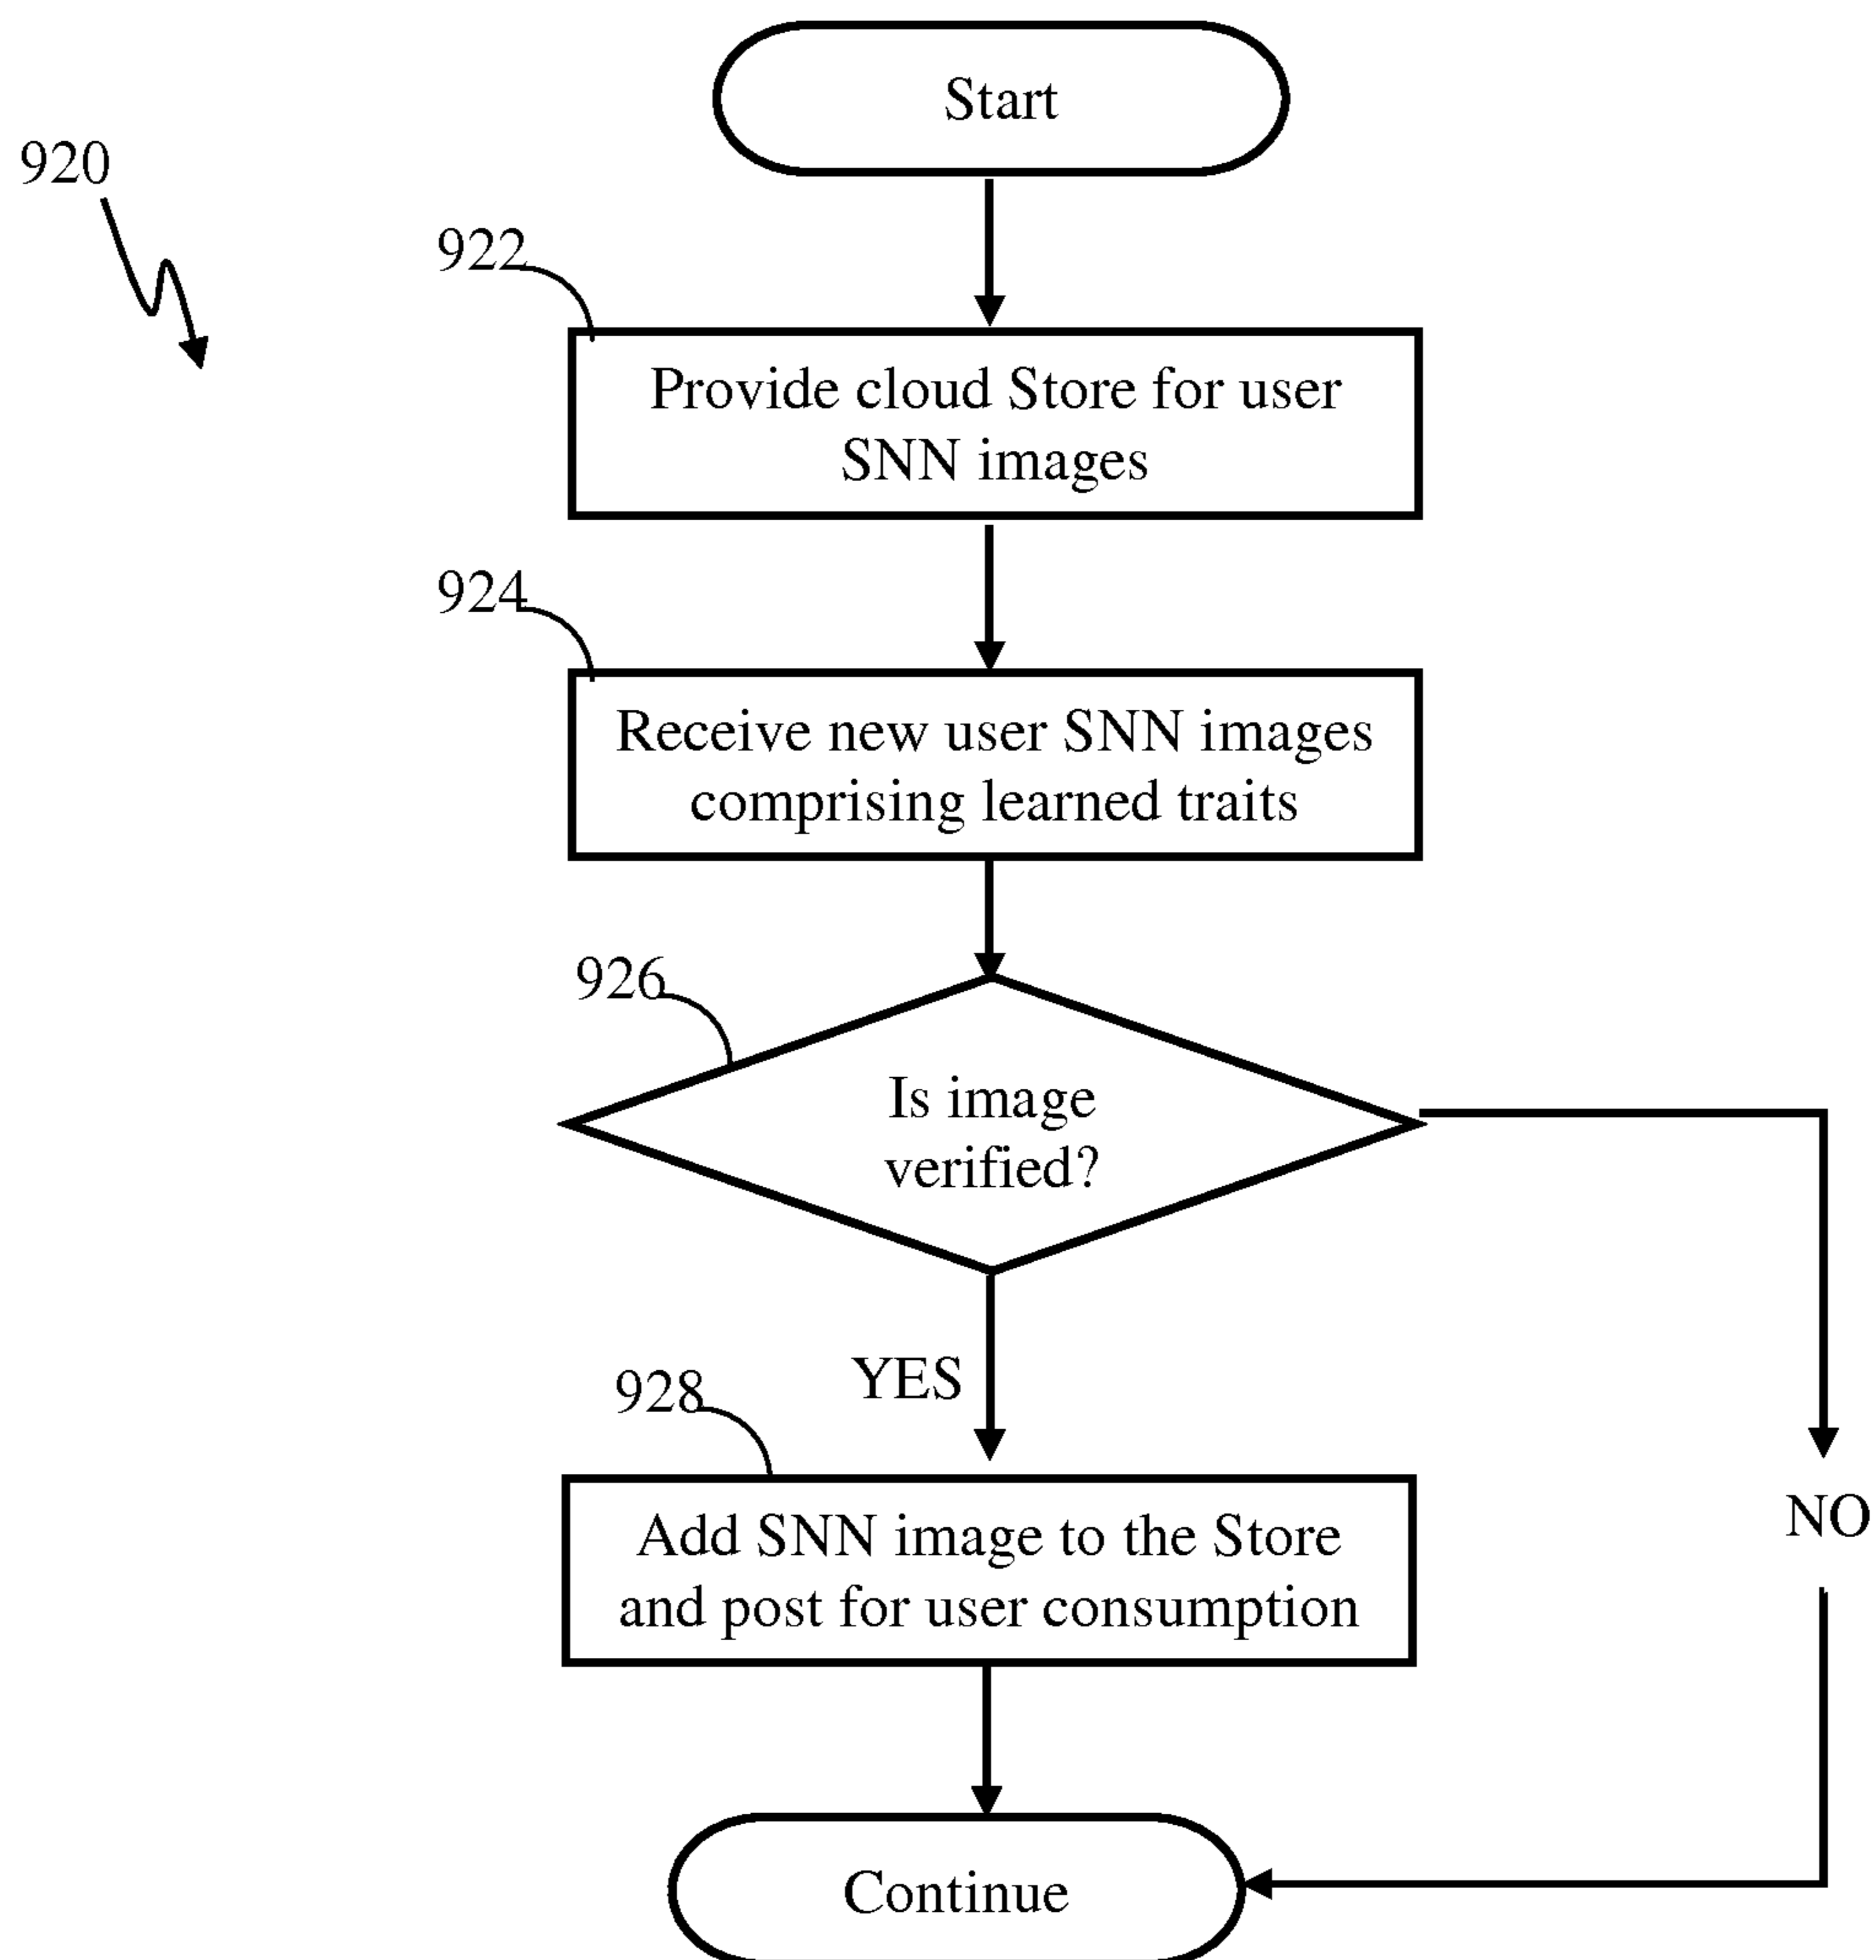 Start
920
922
Provide cloud Store for user
SNN images
924
Receive new user SNN images
comprising learned traits
926
Is image
verified?
YES
928
NO
Add SNN image to the Store
and post for user consumption
Continue